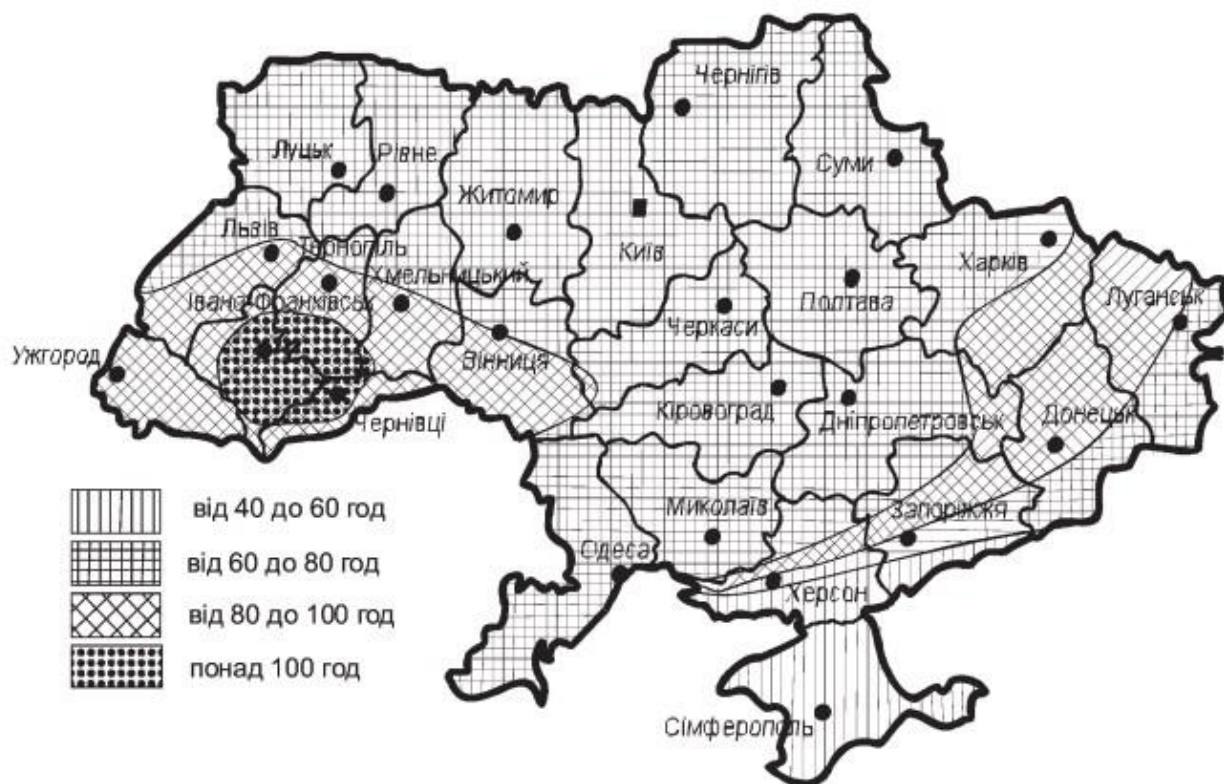 Чернігів
Луцьк
Рівне
Суми
Житомир
Львів
Тернопіль
Київ
Харків
Хмельницький
Івано-Франківськ
Луганськ
Полтава
Черкаси
Ужгород
Вінниця
Кіровоград
Дніпропетровськ
Донецьк
Чернівці
від 40 до 60 год
Миколаїв
Запоріжжя
від 60 до 80 год
Одеса
Херсон
від 80 до 100 год
понад 100 год
Сімферополь